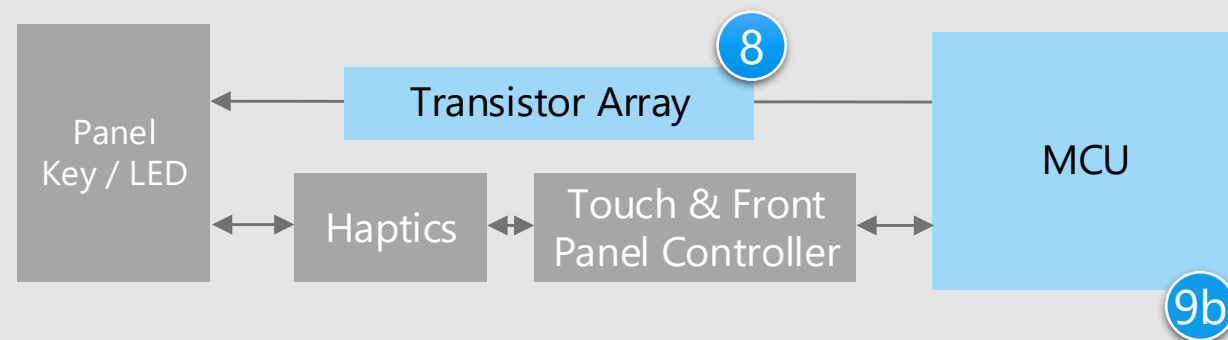 8
Transistor Array
Panel
Key / LED
MCU
Haptics
Touch & Front
Panel Controller
9b